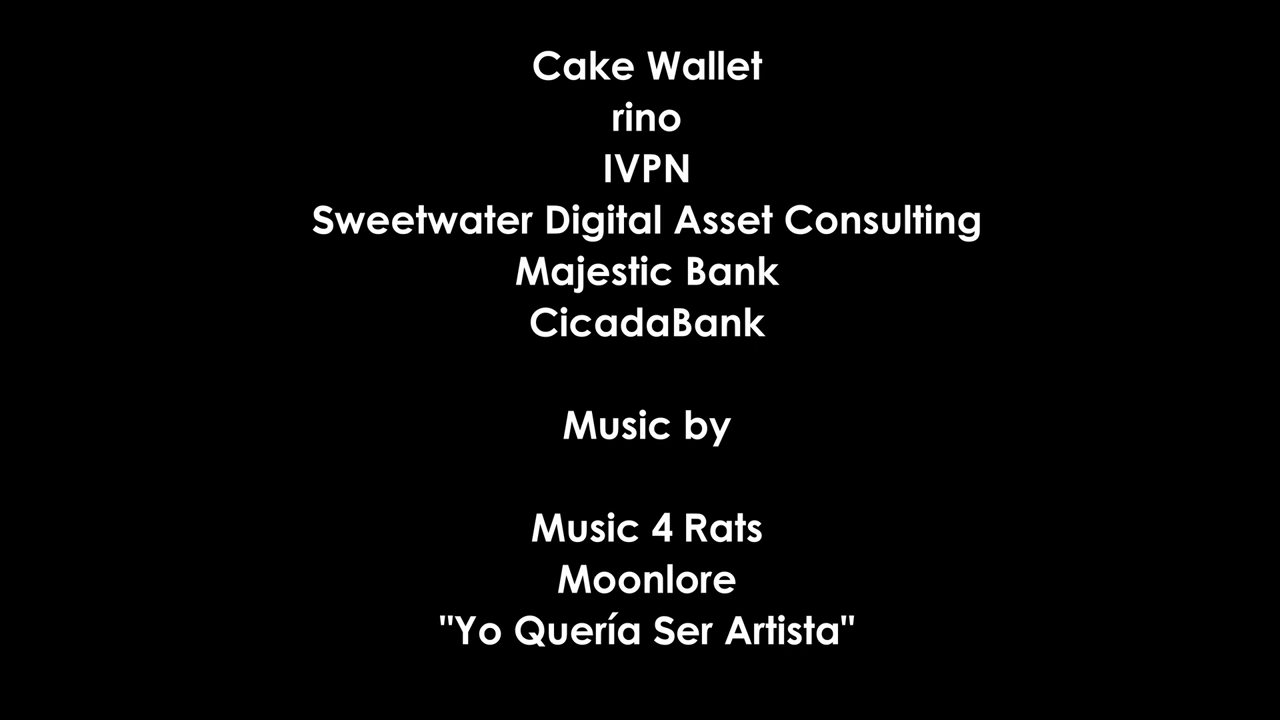 Cake Wallet
rino
IVPN
Sweetwater Digital Asset Consulting
Majestic Bank
CicadaBank
Music by
Music 4 Rats
Moonlore
"Yo Quería Ser Artista"